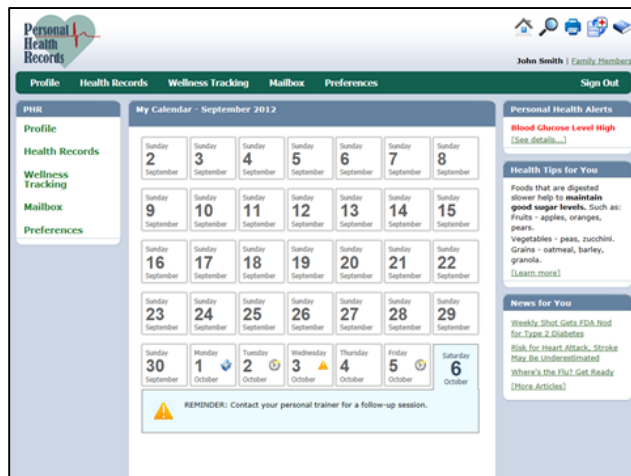 Personal
Health
Records
John Smith | Family Members
Profile Health Records Wellness Tracking Mailbox Preferences Sign Out
PHR
Profile
Health Records
Wellness
Tracking
Mailbox
Preferences
My Calendar - September 2012
Sunday Sunday Sunday Sunday Sunday Sunday Sunday
2 3 4 5 6 7 8
September September September September September September September
Sunday Sunday Sunday Sunday Sunday Sunday Sunday
9 10 11 12 13 14 15
September September September September September September September
Sunday Sunday Sunday Sunday Sunday Sunday Sunday
16 17 18 19 20 21 22
September September September September September September September
Sunday Sunday Sunday Sunday Sunday Sunday Sunday
23 24 25 26 27 28 29
September September September September September September September
Sunday Monday Tuesday Wednesday Thursday Friday Saturday
30 1 2 3 4 5 6
September October October October October October October
REMINDER: Contact your personal trainer for a follow-up session.
Personal Health Alerts
Blood Glucose Level High
[See details...]
Health Tips for You
Foods that are digested
slower help to maintain
good sugar levels. Such as:
Fruits - apples, oranges,
pears.
Vegetables - peas, zucchini.
Grains - oatmeal, barley,
granola.
[Learn more]
News for You
Weekly Shot Gets FDA Nod
for Type 2 Diabetes
Risk for Heart Attack, Stroke
May Be Underestimated
Where's the Flu? Get Ready
[More Articles]